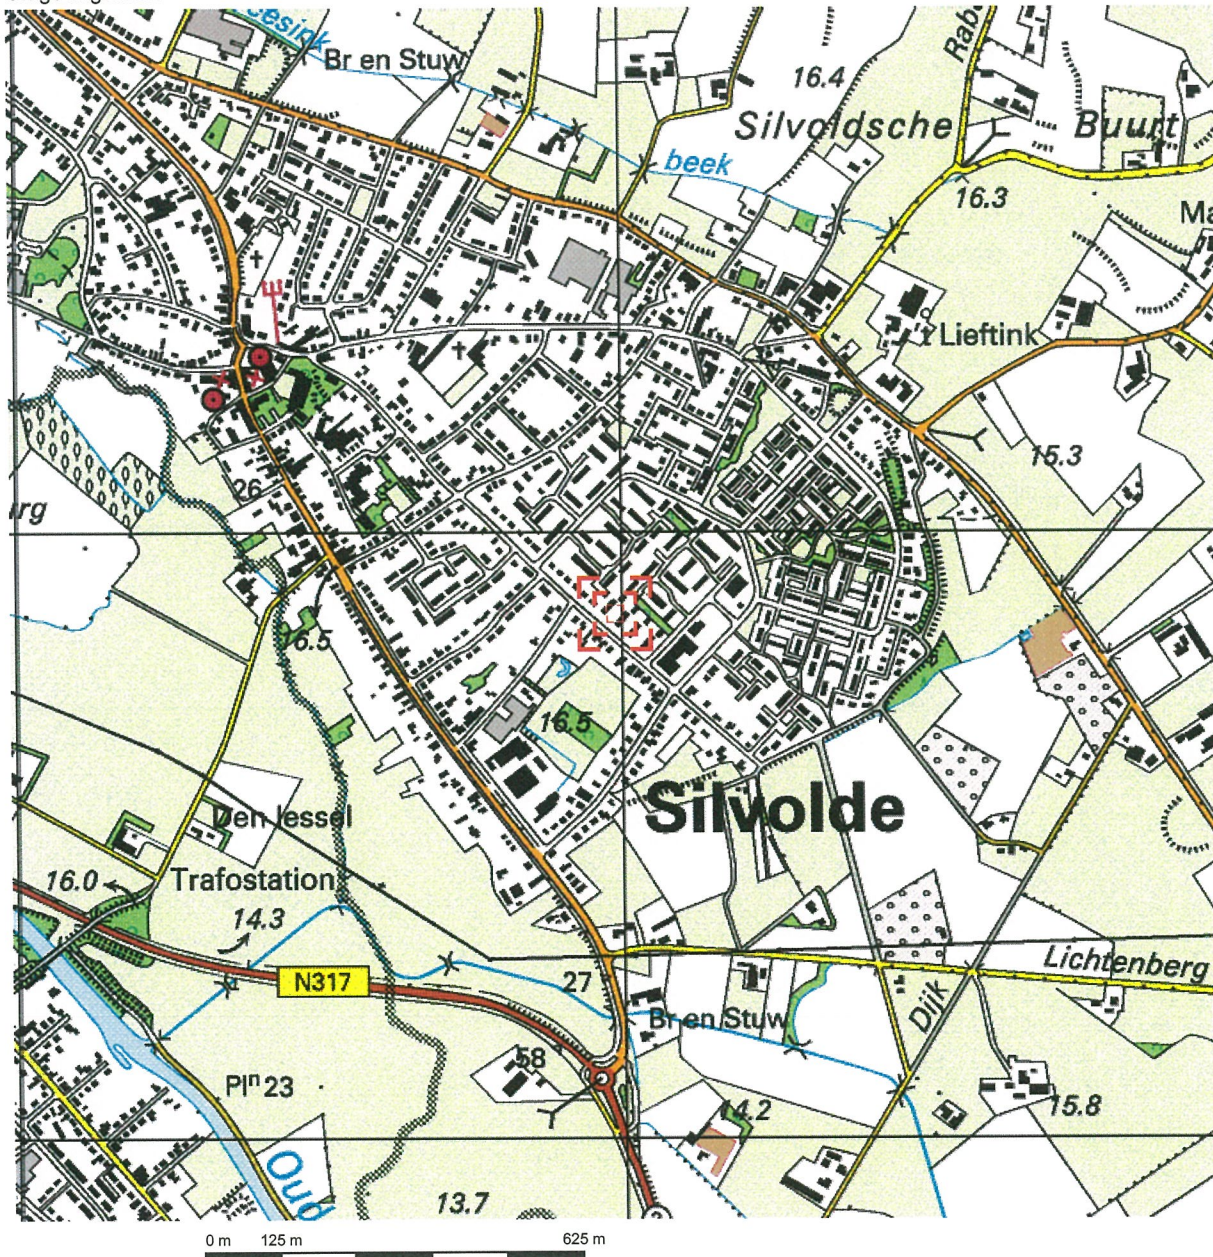 Br en Stuw
16.4
Silvoldsche Buurt
beek
16.3
't Lieftink
15.3
26
16.5
16.5
Silvolde
Den Iessel
Trafostation
16.0
14.3
N317
27
Lichtenberg
Dijk
Br en Stuw
58
Plⁿ 23
14.2
15.8
Oud
13.7
0 m 125 m 625 m